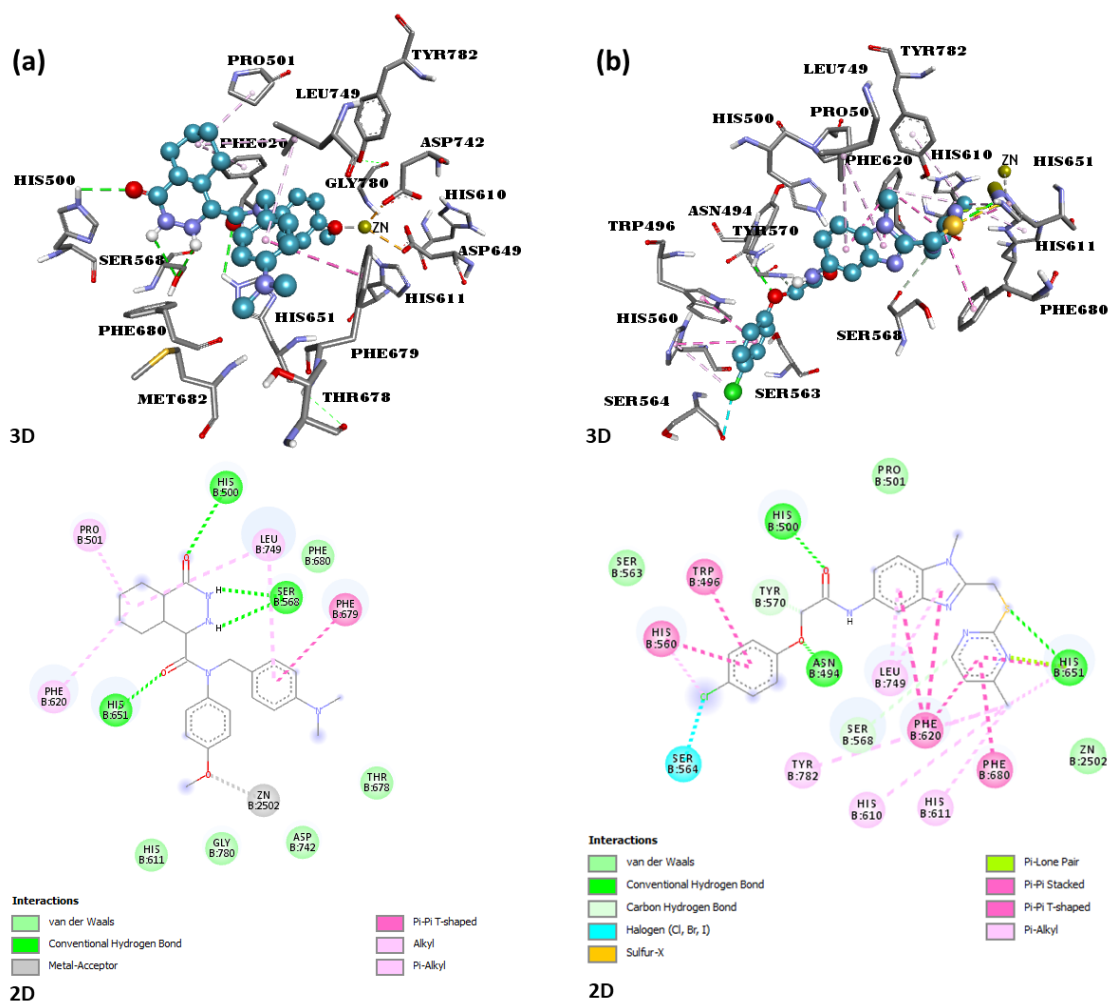 (a)
PRO501
TYR782
LEU749
PHE620
ASP742
HIS500
GLY780
HIS610
ZN
SER568
ASP649
HIS611
PHE680
HIS651
PHE679
MET682
THR678
3D
(b)
TYR782
LEU749
HIS500
PRO50
PHE620
HIS610
ZN
HIS651
ASN494
TRP496
TYR570
HIS611
HIS560
SER568
PHE680
SER564
SER563
3D
HIS
B:500
PRO
B:501
LEU
B:749
PHE
B:680
O
N
H
SER
B:568
N
H
PHE
B:679
PHE
B:620
O
HIS
B:651
N
N
O
THR
B:678
ZN
B:2502
HIS
B:611
GLY
B:780
ASP
B:742
Interactions
van der Waals
Conventional Hydrogen Bond
Metal-Acceptor
Pi-Pi T-shaped
Alkyl
Pi-Alkyl
2D
PRO
B:501
HIS
B:500
SER
B:563
TRP
B:496
TYR
B:570
O
N
H
N
N
S
HIS
B:560
O
ASN
B:494
N
N
HIS
B:651
LEU
B:749
Cl
SER
B:568
PHE
B:620
SER
B:564
TYR
B:782
PHE
B:680
ZN
B:2502
HIS
B:610
HIS
B:611
Interactions
van der Waals
Conventional Hydrogen Bond
Carbon Hydrogen Bond
Halogen (Cl, Br, I)
Sulfur-X
Pi-Lone Pair
Pi-Pi Stacked
Pi-Pi T-shaped
Pi-Alkyl
2D